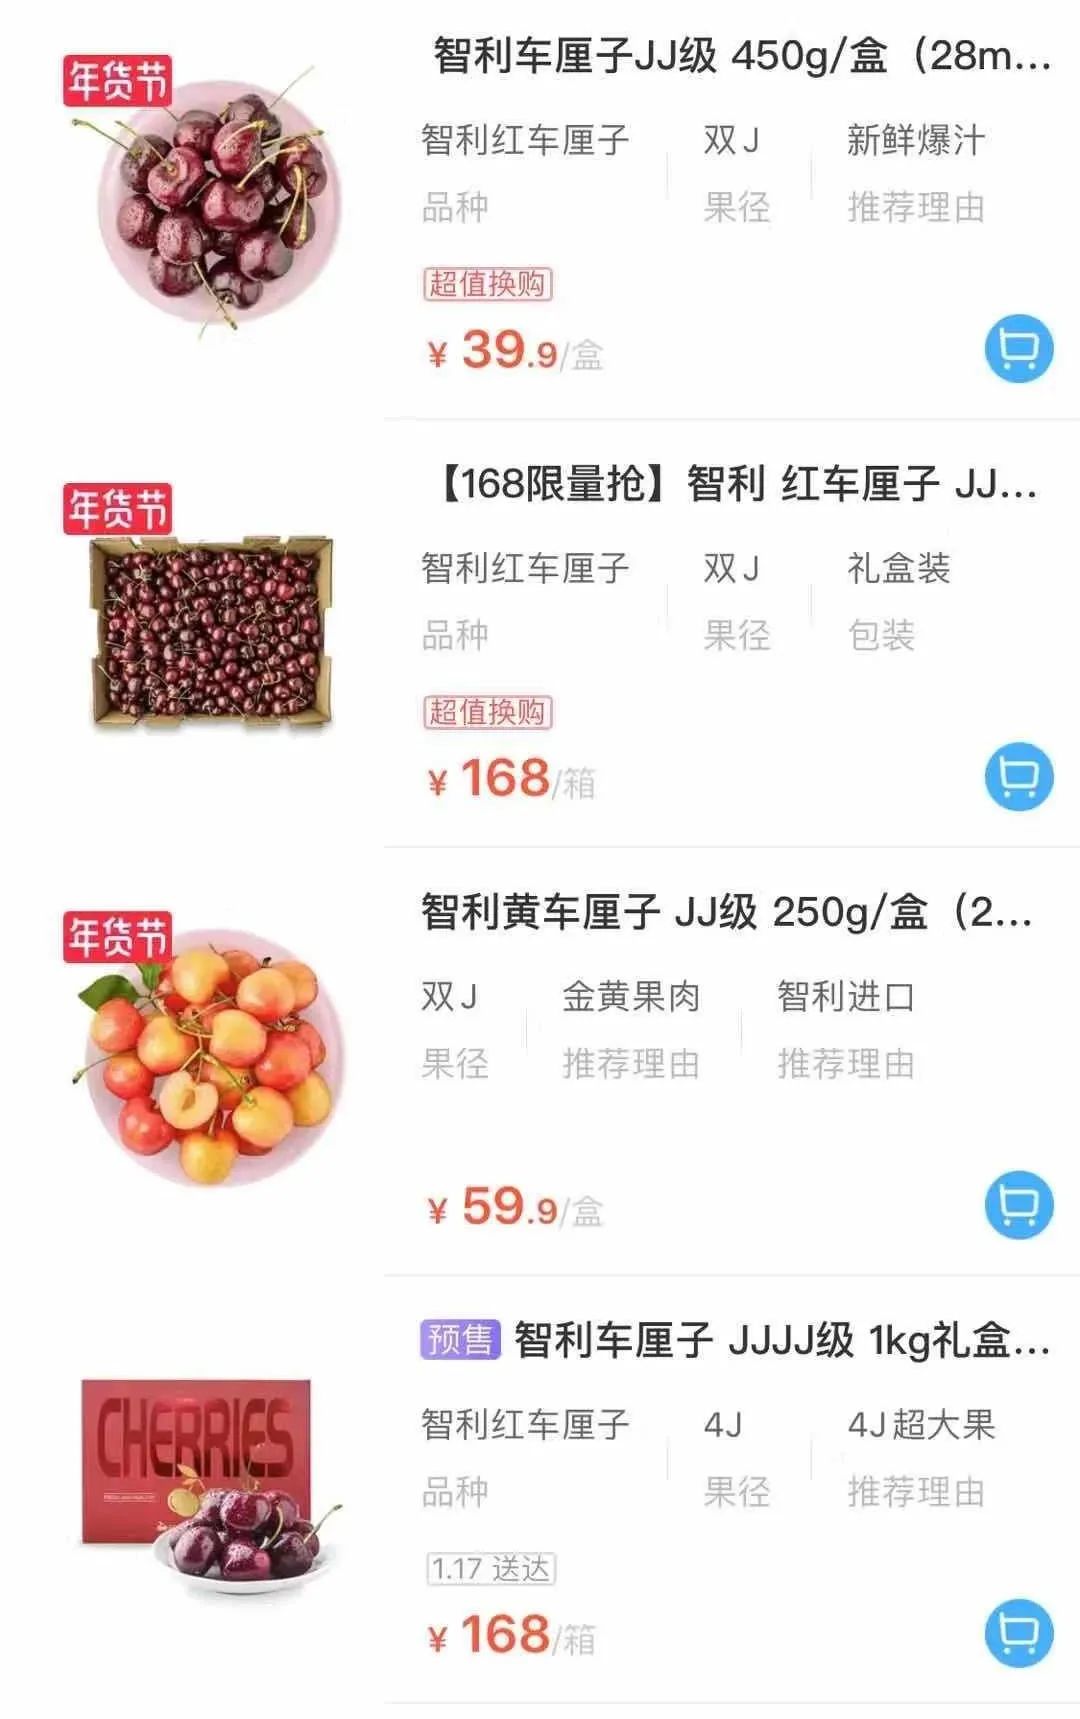 年货节
智利车厘子JJ级 450g/盒（28m...
智利红车厘子 双J 新鲜爆汁
品种 果径 推荐理由
超值换购
¥39.9/盒
年货节
【168限量抢】智利 红车厘子 JJ...
智利红车厘子 双J 礼盒装
品种 果径 包装
超值换购
¥168/箱
年货节
智利黄车厘子 JJ级 250g/盒（2...
双J 金黄果肉 智利进口
果径 推荐理由 推荐理由
¥59.9/盒
预售 智利车厘子 JJJJ级 1kg礼盒...
CHERRIES
智利红车厘子 4J 4J超大果
品种 果径 推荐理由
1.17 送达
¥168/箱